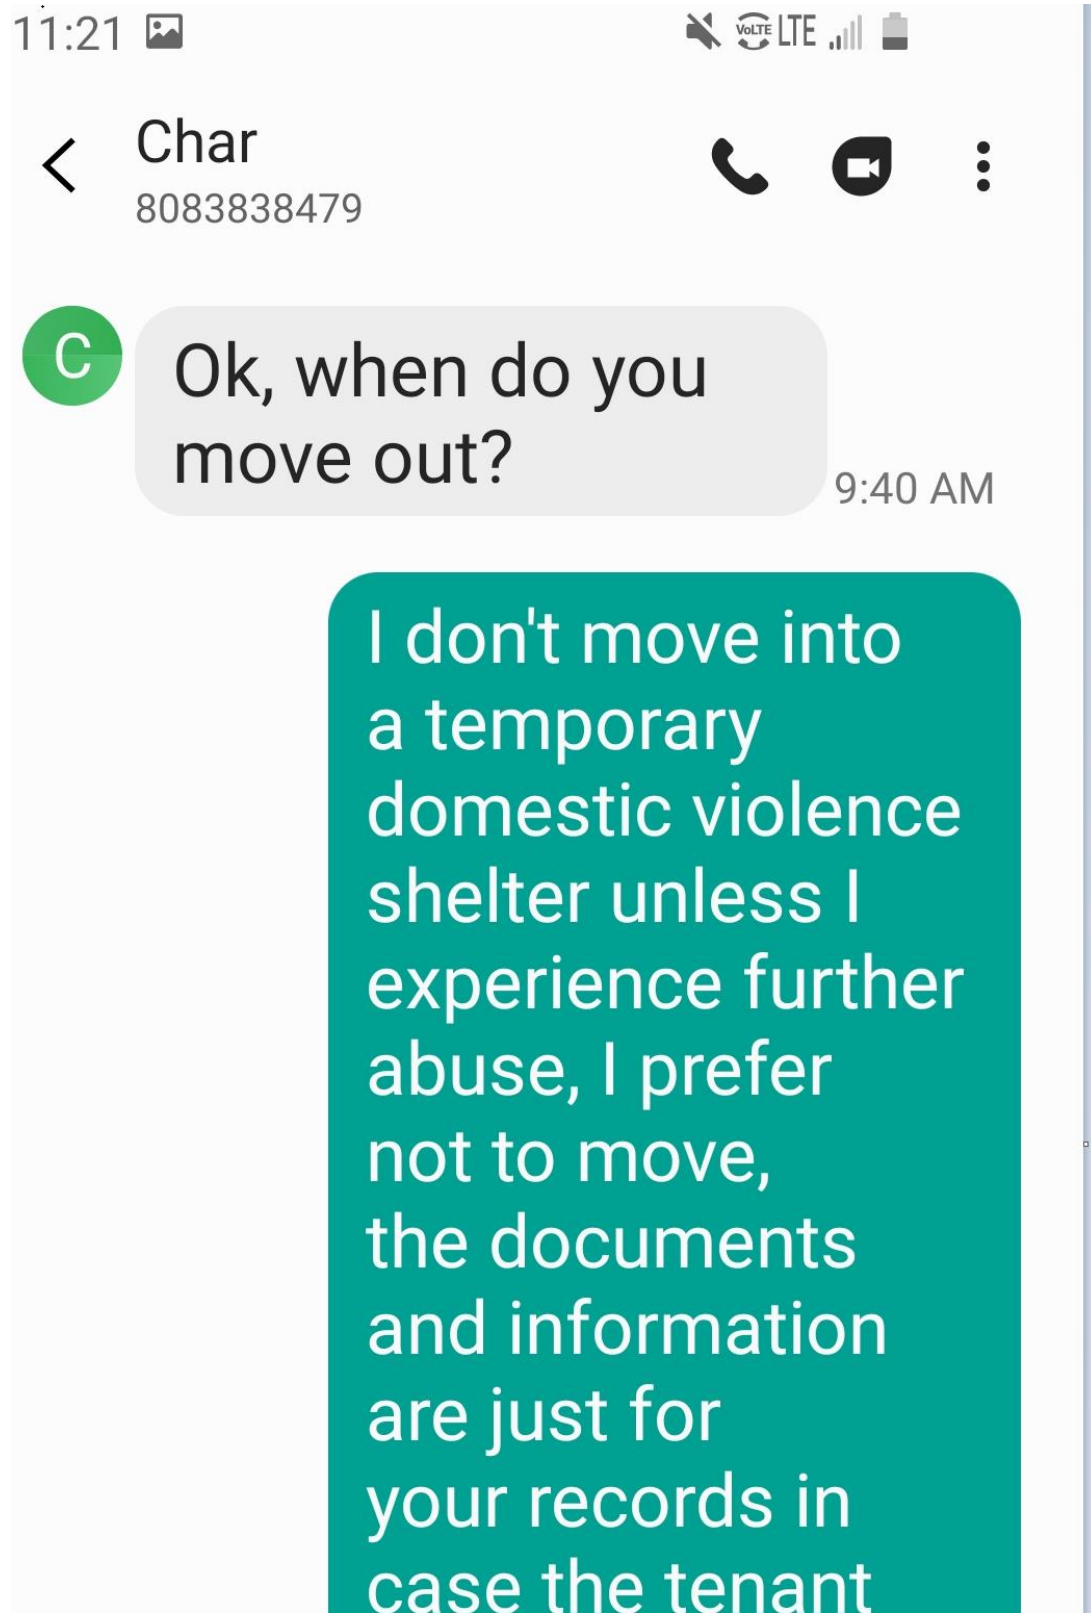 11:21 VoLTE LTE
Char
8083838479
C
Ok, when do you
move out?
9:40 AM
I don't move into
a temporary
domestic violence
shelter unless I
experience further
abuse, I prefer
not to move,
the documents
and information
are just for
your records in
case the tenant